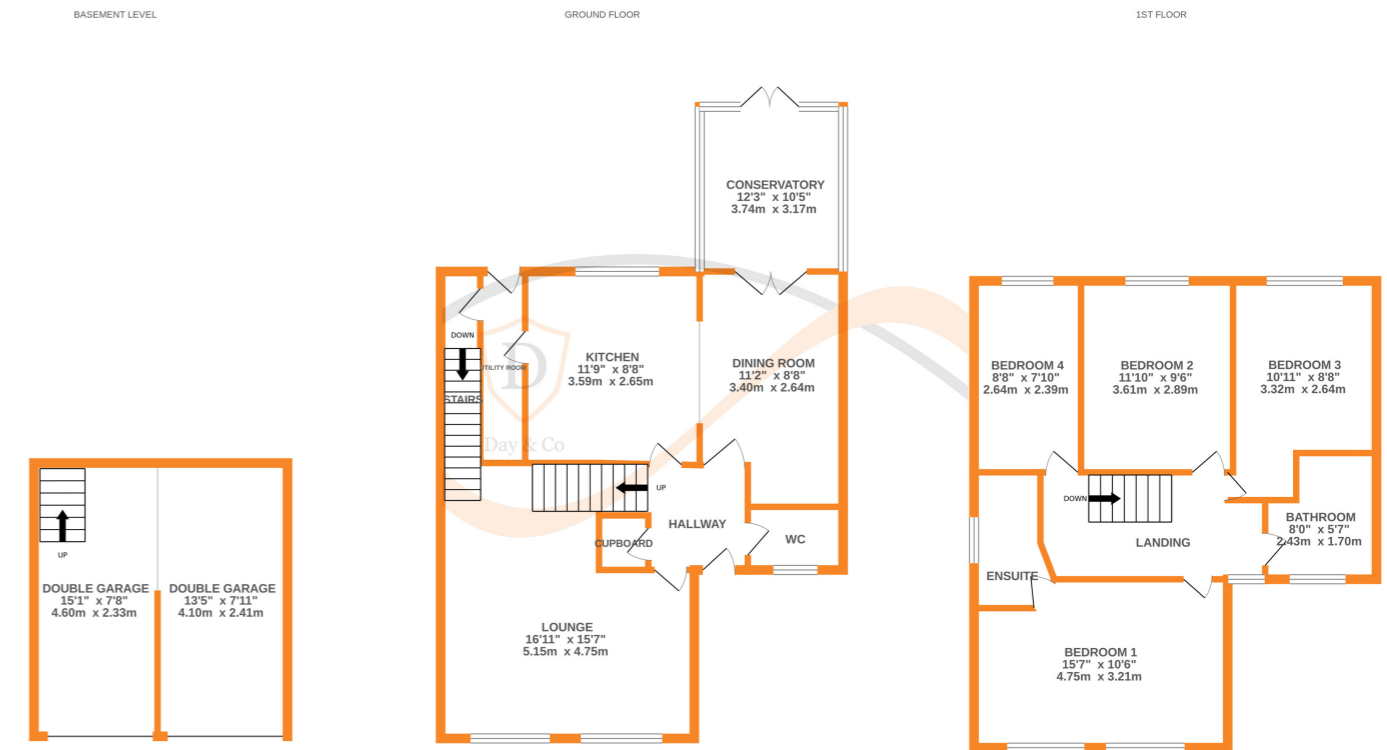 BASEMENT LEVEL
GROUND FLOOR
1ST FLOOR
UP
DOUBLE GARAGE
15'1" x 7'8"
4.60m x 2.33m
DOUBLE GARAGE
13'5" x 7'11"
4.10m x 2.41m
CONSERVATORY
12'3" x 10'5"
3.74m x 3.17m
DOWN
STAIRS
TILITY ROOM
KITCHEN
11'9" x 8'8"
3.59m x 2.65m
DINING ROOM
11'2" x 8'8"
3.40m x 2.64m
D
Day & Co
UP
HALLWAY
CUPBOARD
WC
LOUNGE
16'11" x 15'7"
5.15m x 4.75m
BEDROOM 4
8'8" x 7'10"
2.64m x 2.39m
BEDROOM 2
11'10" x 9'6"
3.61m x 2.89m
BEDROOM 3
10'11" x 8'8"
3.32m x 2.64m
DOWN
LANDING
BATHROOM
8'0" x 5'7"
2.43m x 1.70m
ENSUITE
BEDROOM 1
15'7" x 10'6"
4.75m x 3.21m